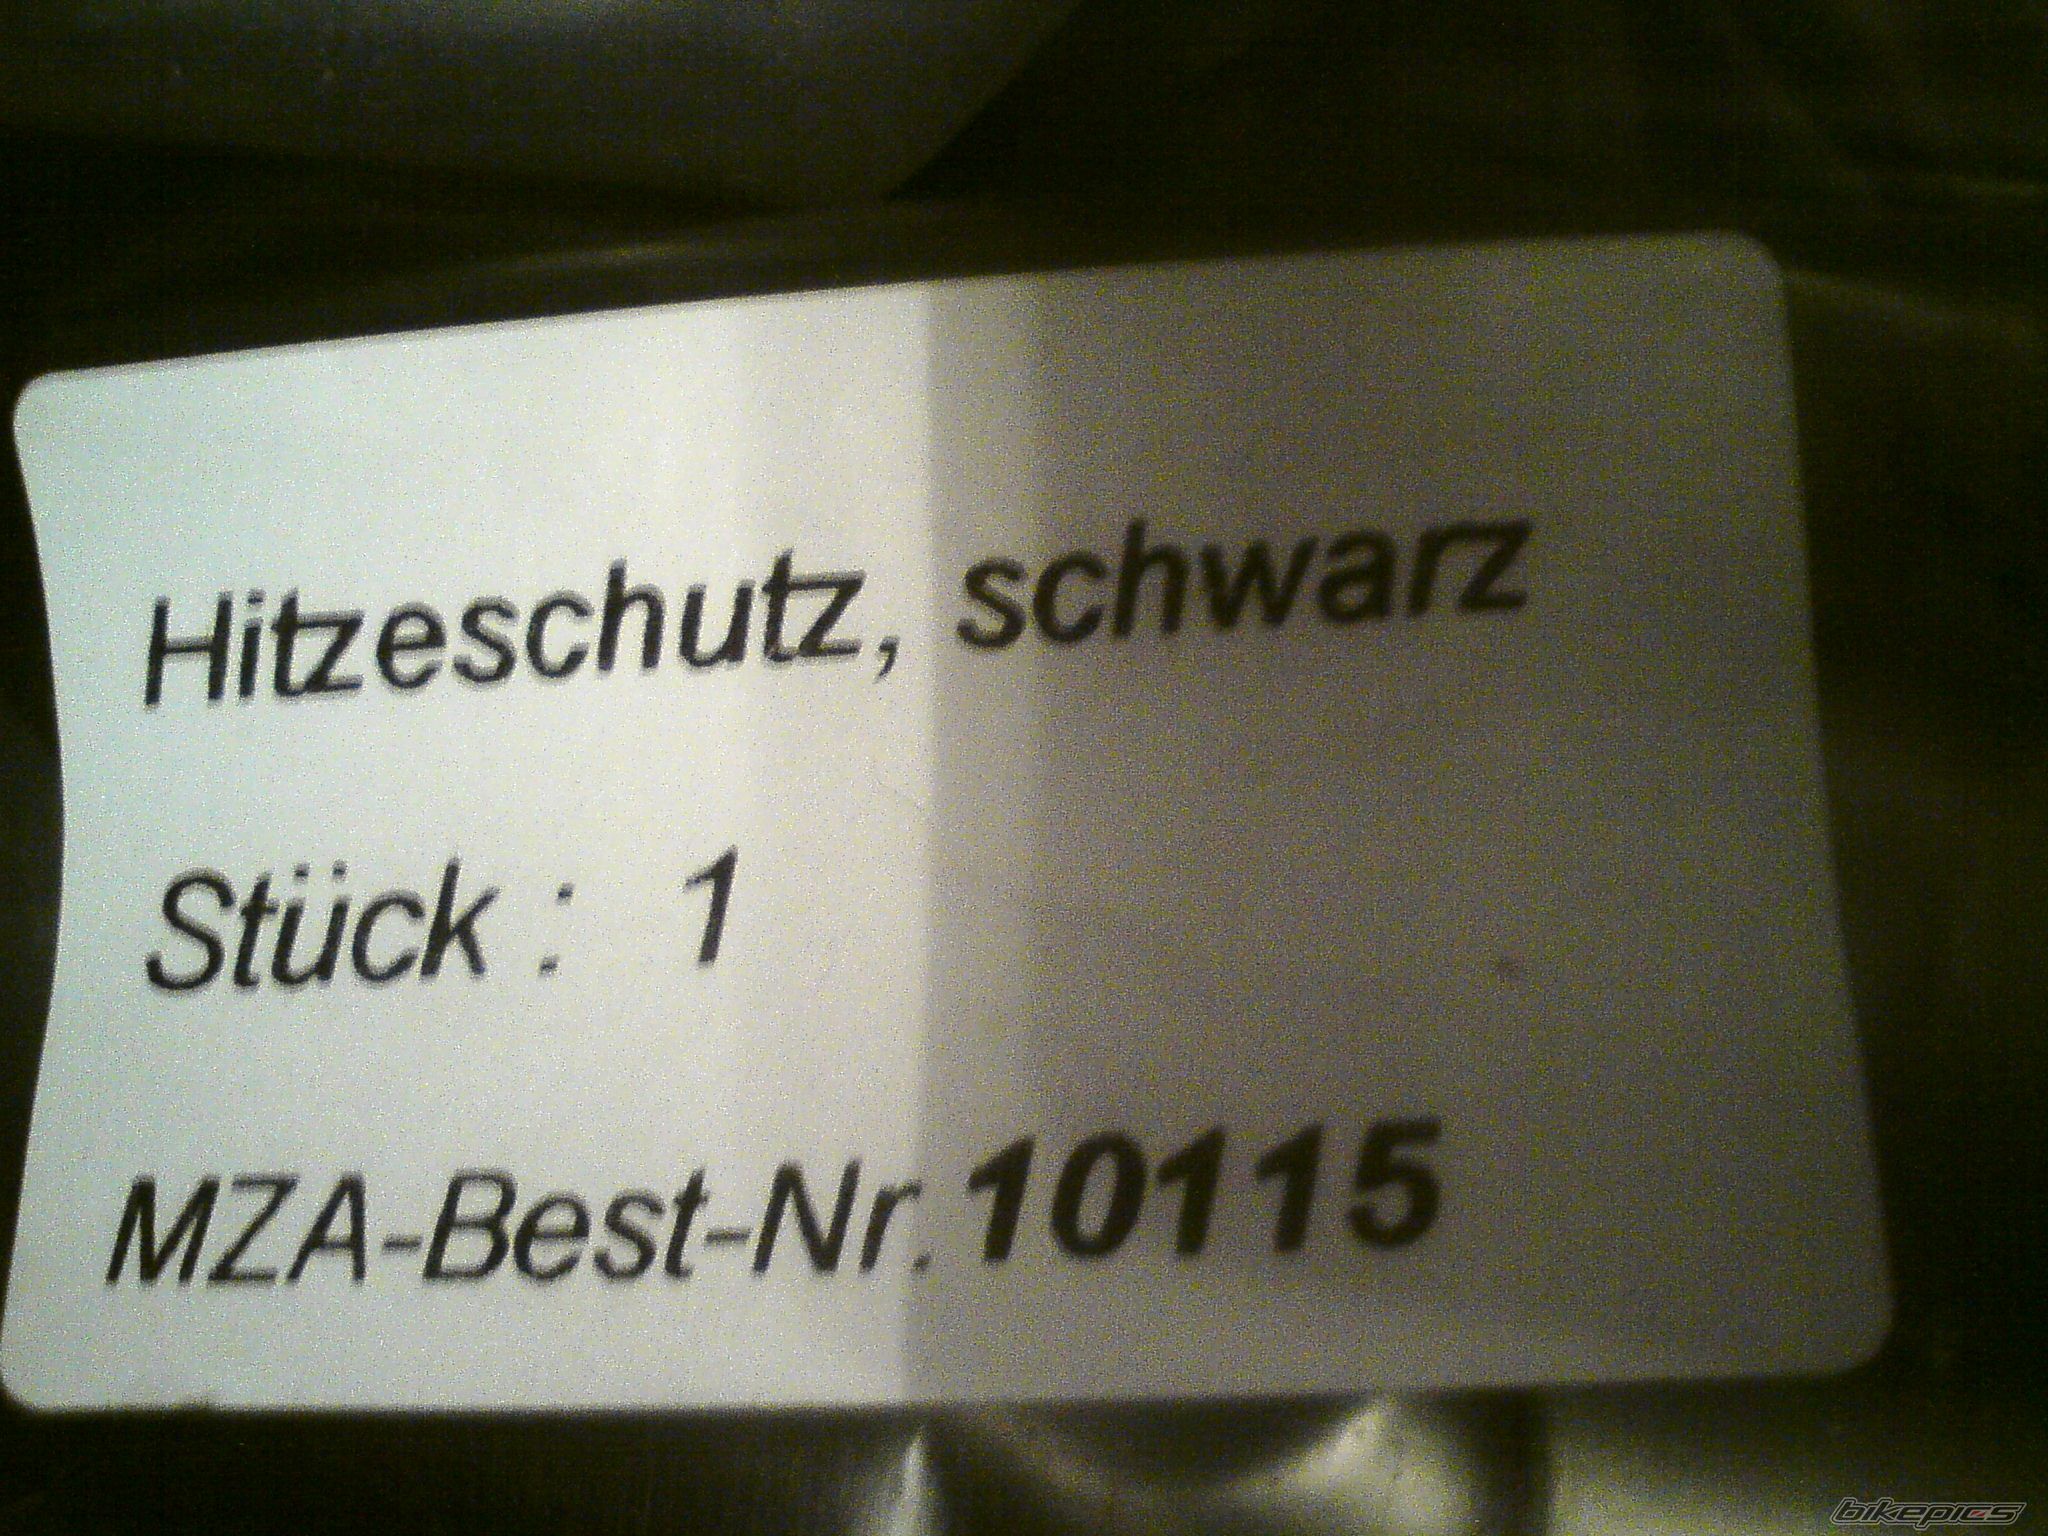 Hitzeschutz, schwarz
Stück : 1
MZA-Best-Nr. 10115
bikepics